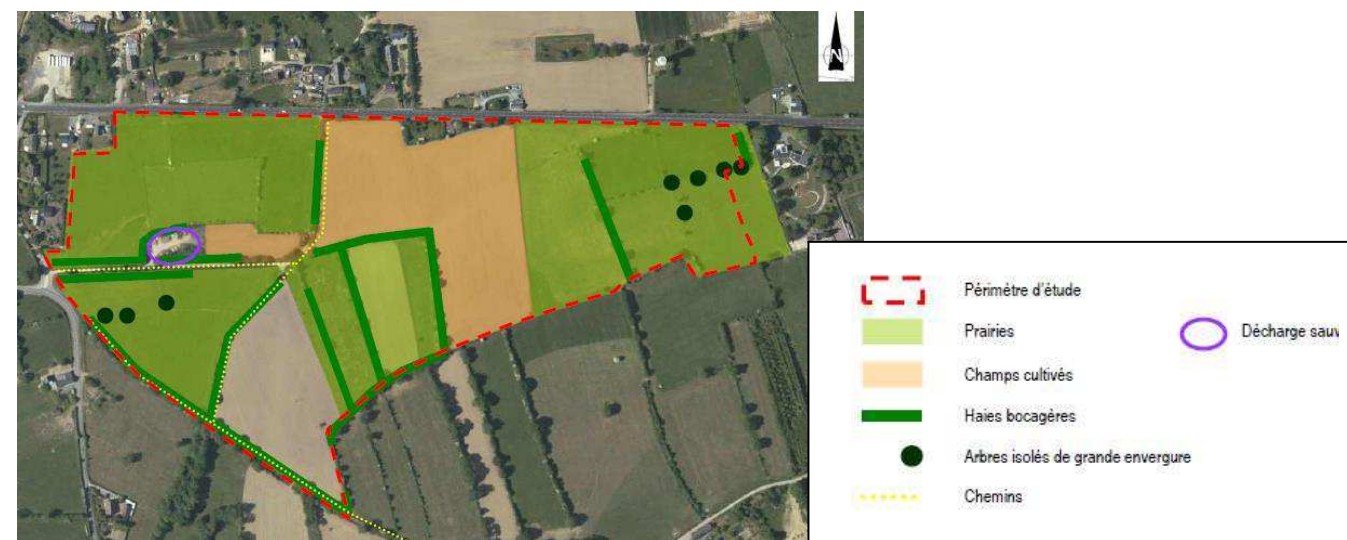 N
Périmètre d'étude
Prairies
Décharge sauv
Champs cultivés
Haies bocagères
Arbres isolés de grande envergure
Chemins